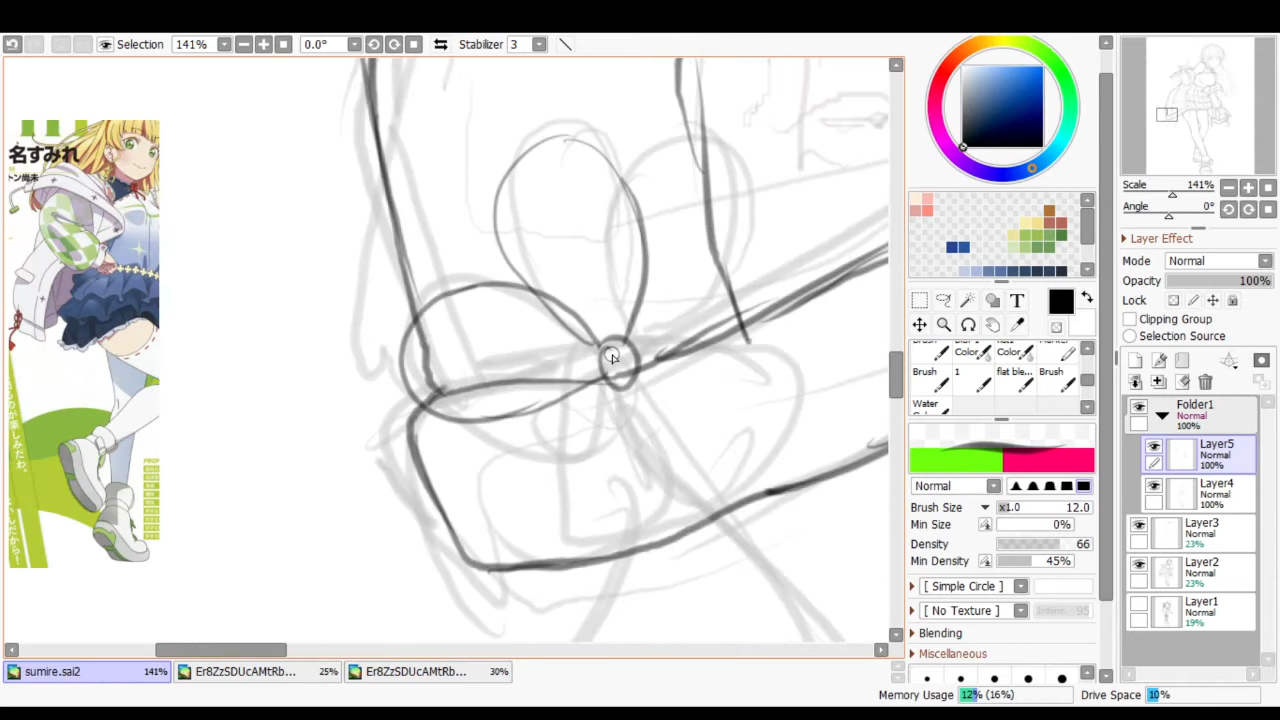 Selection 141% 0.0° Stabilizer 3
名すみれ
Scale 141%
Angle 0°
Layer Effect
Mode Normal
Opacity 100%
Lock
Clipping Group
Selection Source
T
Color... Color...
Brush 1 flat ble... Brush
Water
Folder1
Normal
100%
Layer5
Normal
100%
Layer4
Normal
100%
Layer3
Normal
23%
Layer2
Normal
23%
Layer1
Normal
19%
Normal
Brush Size x1.0 12.0
Min Size 0%
Density 66
Min Density 45%
[ Simple Circle ]
[ No Texture ] 95
Blending
Miscellaneous
sumire.sai2 141% Er8ZzSDUcAMtRb... 25% Er8ZzSDUcAMtRb... 30%
Memory Usage 12% (16%) Drive Space 10%